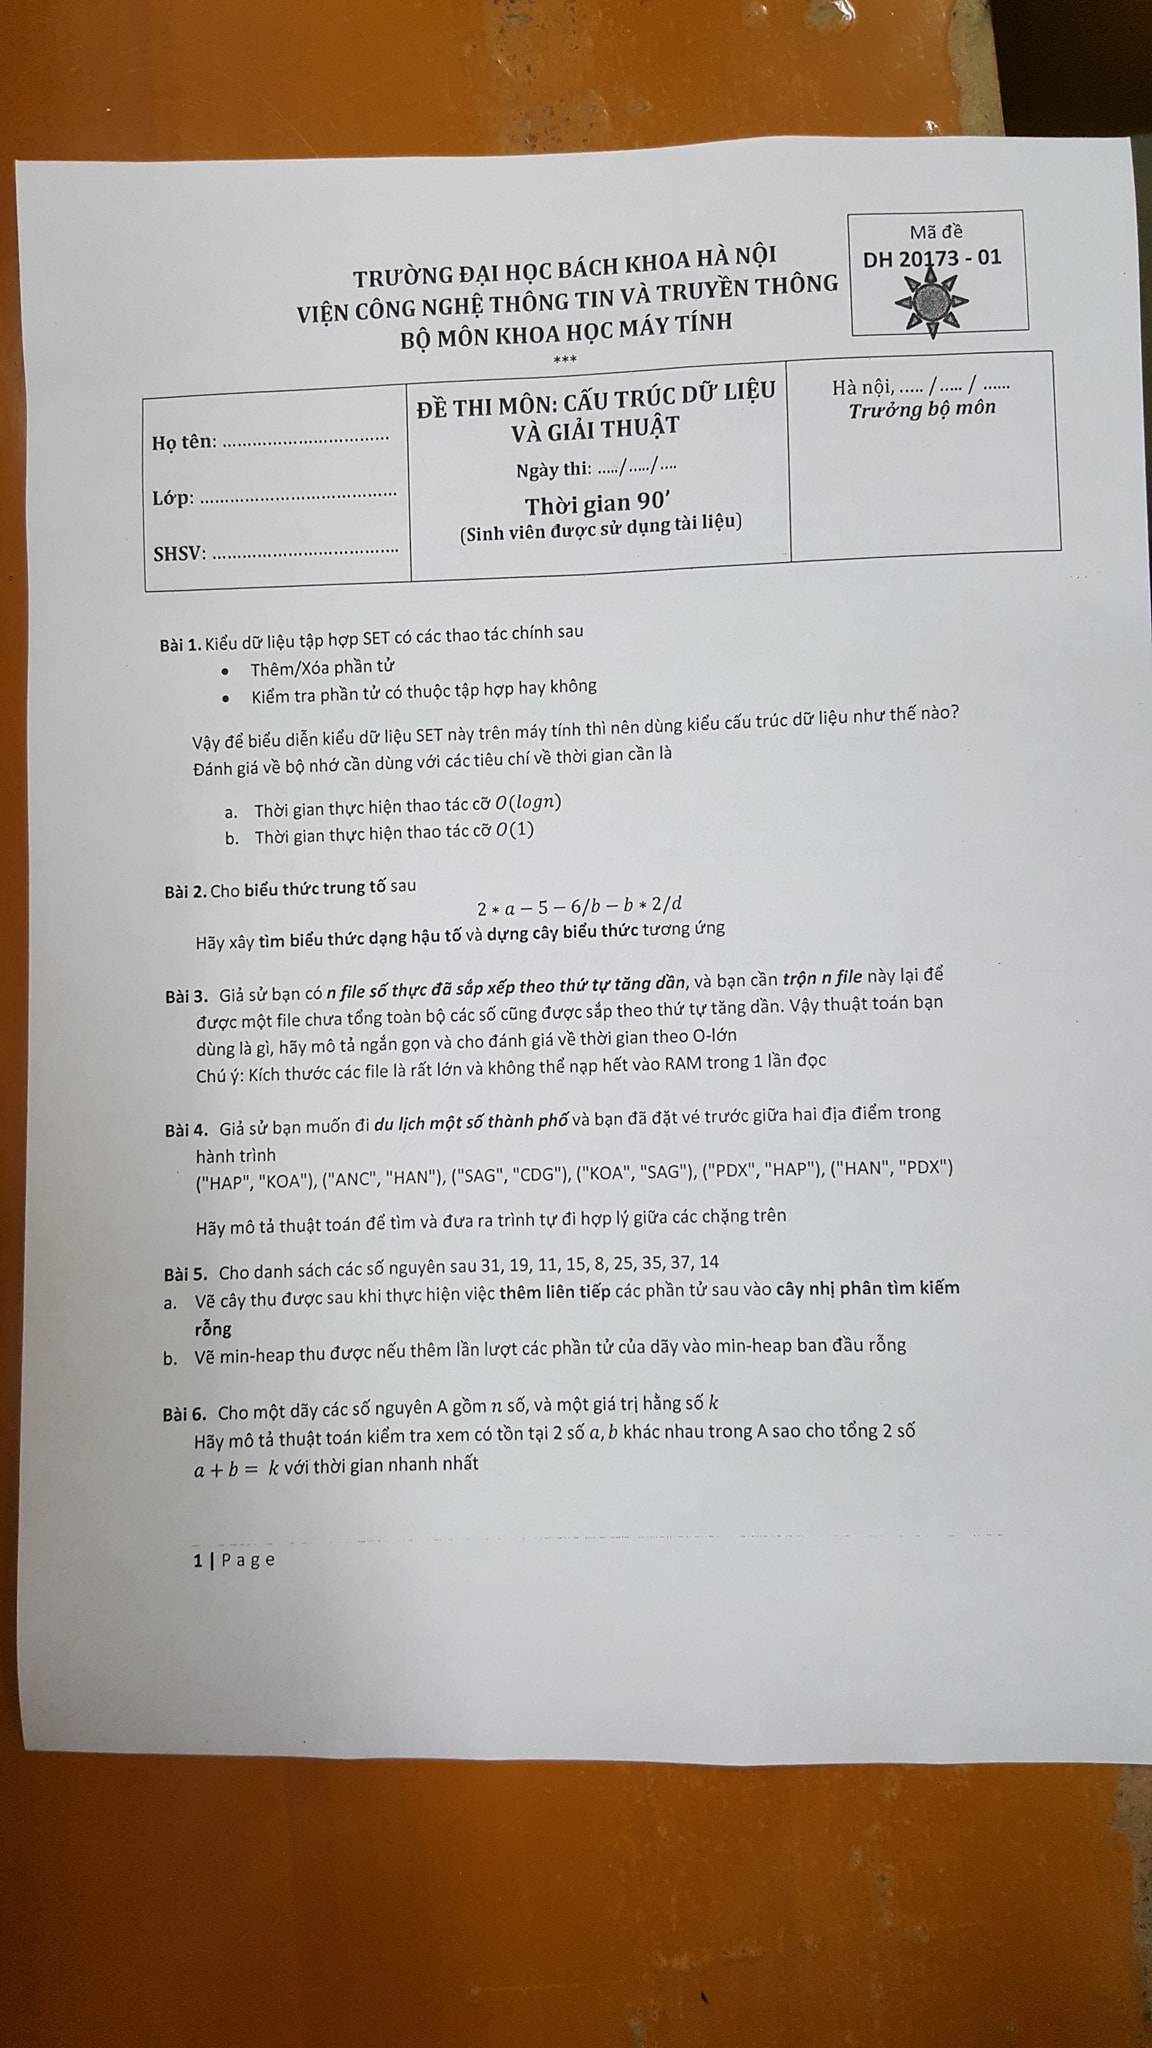 Mã đề
DH 20173 - 01
TRƯỜNG ĐẠI HỌC BÁCH KHOA HÀ NỘI
VIỆN CÔNG NGHỆ THÔNG TIN VÀ TRUYỀN THÔNG
BỘ MÔN KHOA HỌC MÁY TÍNH
***
Họ tên: ..................................
Lớp: .......................................
SHSV: .....................................
ĐỀ THI MÔN: CẤU TRÚC DỮ LIỆU
VÀ GIẢI THUẬT
Ngày thi: ...../...../....
Thời gian 90’
(Sinh viên được sử dụng tài liệu)
Hà nội, ..... /..... / ......
Trưởng bộ môn
Bài 1. Kiểu dữ liệu tập hợp SET có các thao tác chính sau
• Thêm/Xóa phần tử
• Kiểm tra phần tử có thuộc tập hợp hay không
Vậy để biểu diễn kiểu dữ liệu SET này trên máy tính thì nên dùng kiểu cấu trúc dữ liệu như thế nào?
Đánh giá về bộ nhớ cần dùng với các tiêu chí về thời gian cần là
a. Thời gian thực hiện thao tác cỡ O(logn)
b. Thời gian thực hiện thao tác cỡ O(1)
Bài 2. Cho biểu thức trung tố sau
2 * a − 5 − 6/b − b * 2/d
Hãy xây tìm biểu thức dạng hậu tố và dựng cây biểu thức tương ứng
Bài 3. Giả sử bạn có n file số thực đã sắp xếp theo thứ tự tăng dần, và bạn cần trộn n file này lại để
được một file chưa tổng toàn bộ các số cũng được sắp theo thứ tự tăng dần. Vậy thuật toán bạn
dùng là gì, hãy mô tả ngắn gọn và cho đánh giá về thời gian theo O-lớn
Chú ý: Kích thước các file là rất lớn và không thể nạp hết vào RAM trong 1 lần đọc
Bài 4. Giả sử bạn muốn đi du lịch một số thành phố và bạn đã đặt vé trước giữa hai địa điểm trong
hành trình
("HAP", "KOA"), ("ANC", "HAN"), ("SAG", "CDG"), ("KOA", "SAG"), ("PDX", "HAP"), ("HAN", "PDX")
Hãy mô tả thuật toán để tìm và đưa ra trình tự đi hợp lý giữa các chặng trên
Bài 5. Cho danh sách các số nguyên sau 31, 19, 11, 15, 8, 25, 35, 37, 14
a. Vẽ cây thu được sau khi thực hiện việc thêm liên tiếp các phần tử sau vào cây nhị phân tìm kiếm
rỗng
b. Vẽ min-heap thu được nếu thêm lần lượt các phần tử của dãy vào min-heap ban đầu rỗng
Bài 6. Cho một dãy các số nguyên A gồm n số, và một giá trị hằng số k
Hãy mô tả thuật toán kiểm tra xem có tồn tại 2 số a, b khác nhau trong A sao cho tổng 2 số
a + b = k với thời gian nhanh nhất
1 | P a g e